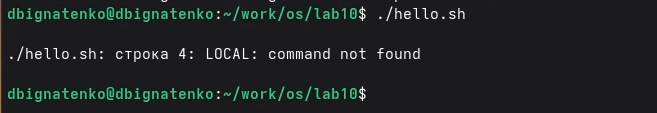 dbignatenko@dbignatenko:~/work/os/lab10$ ./hello.sh
./hello.sh: строка 4: LOCAL: command not found
dbignatenko@dbignatenko:~/work/os/lab10$